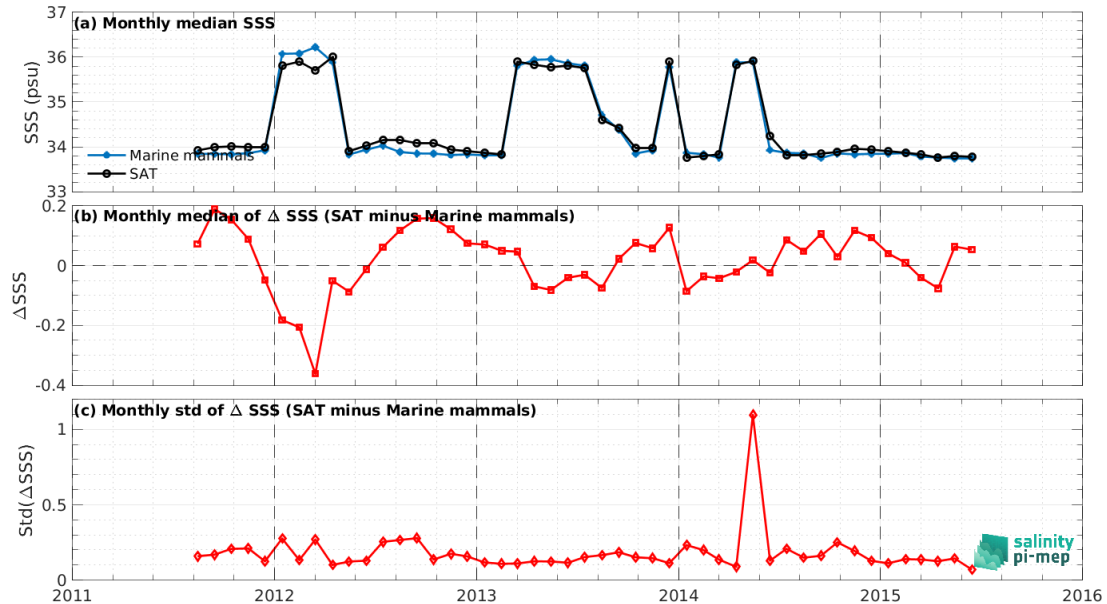 (a) Monthly median SSS
37
36
35
34
33
SSS (psu)
Marine mammals
SAT
(b) Monthly median of Δ SSS (SAT minus Marine mammals)
0.2
0
-0.2
-0.4
ΔSSS
(c) Monthly std of Δ SSS (SAT minus Marine mammals)
1
0.5
0
Std(ΔSSS)
salinity
pi-mep
2011
2012
2013
2014
2015
2016